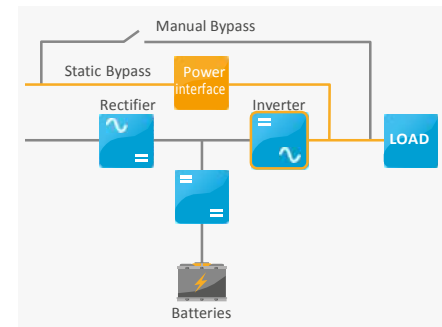 Manual Bypass
Static Bypass
Power
interface
Rectifier
Inverter
LOAD
Batteries